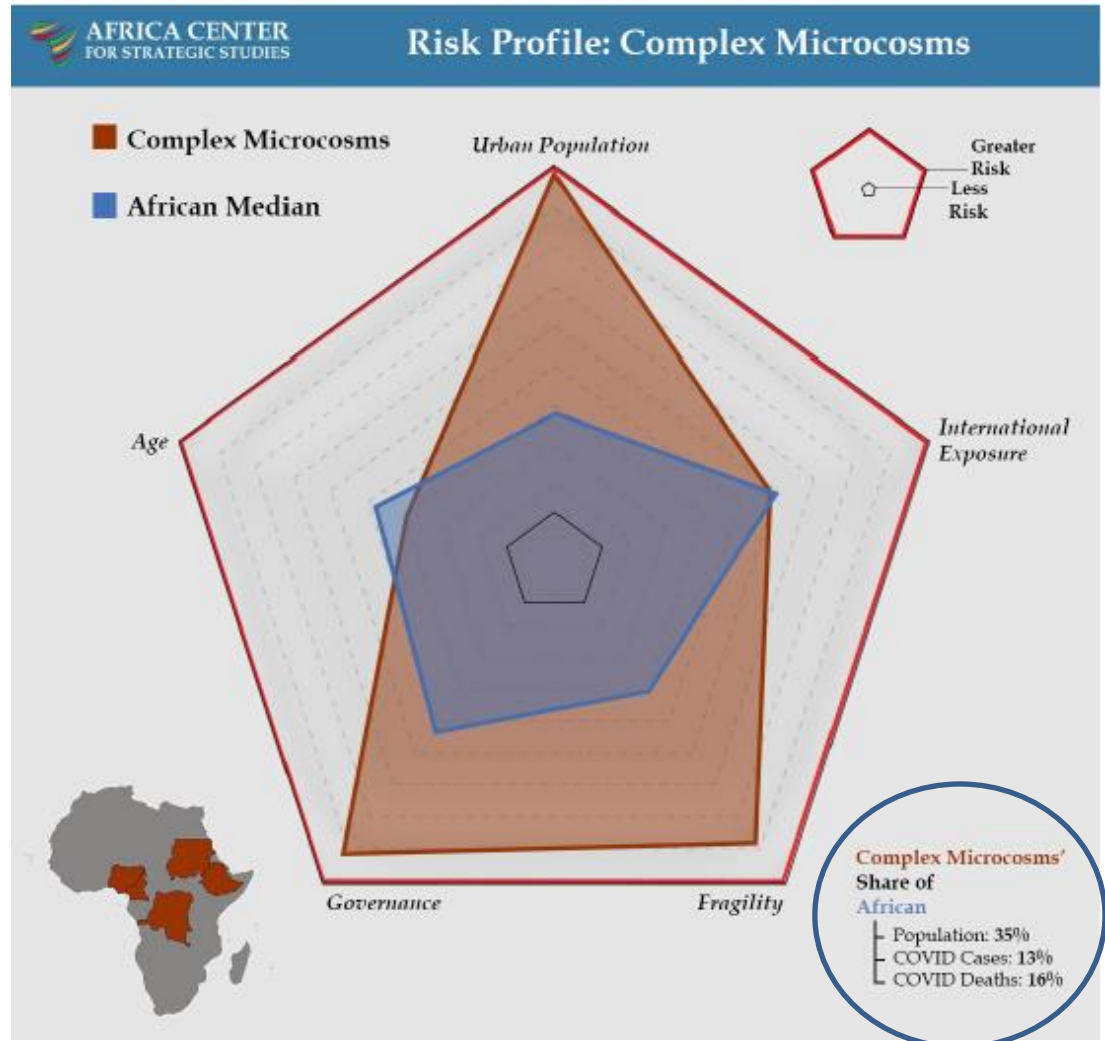 AFRICA CENTER
FOR STRATEGIC STUDIES
Risk Profile: Complex Microcosms
Complex Microcosms
African Median
Urban Population
Greater
Risk
Less
Risk
Age
International
Exposure
Governance
Fragility
Complex Microcosms'
Share of
African
Population: 35%
COVID Cases: 13%
COVID Deaths: 16%